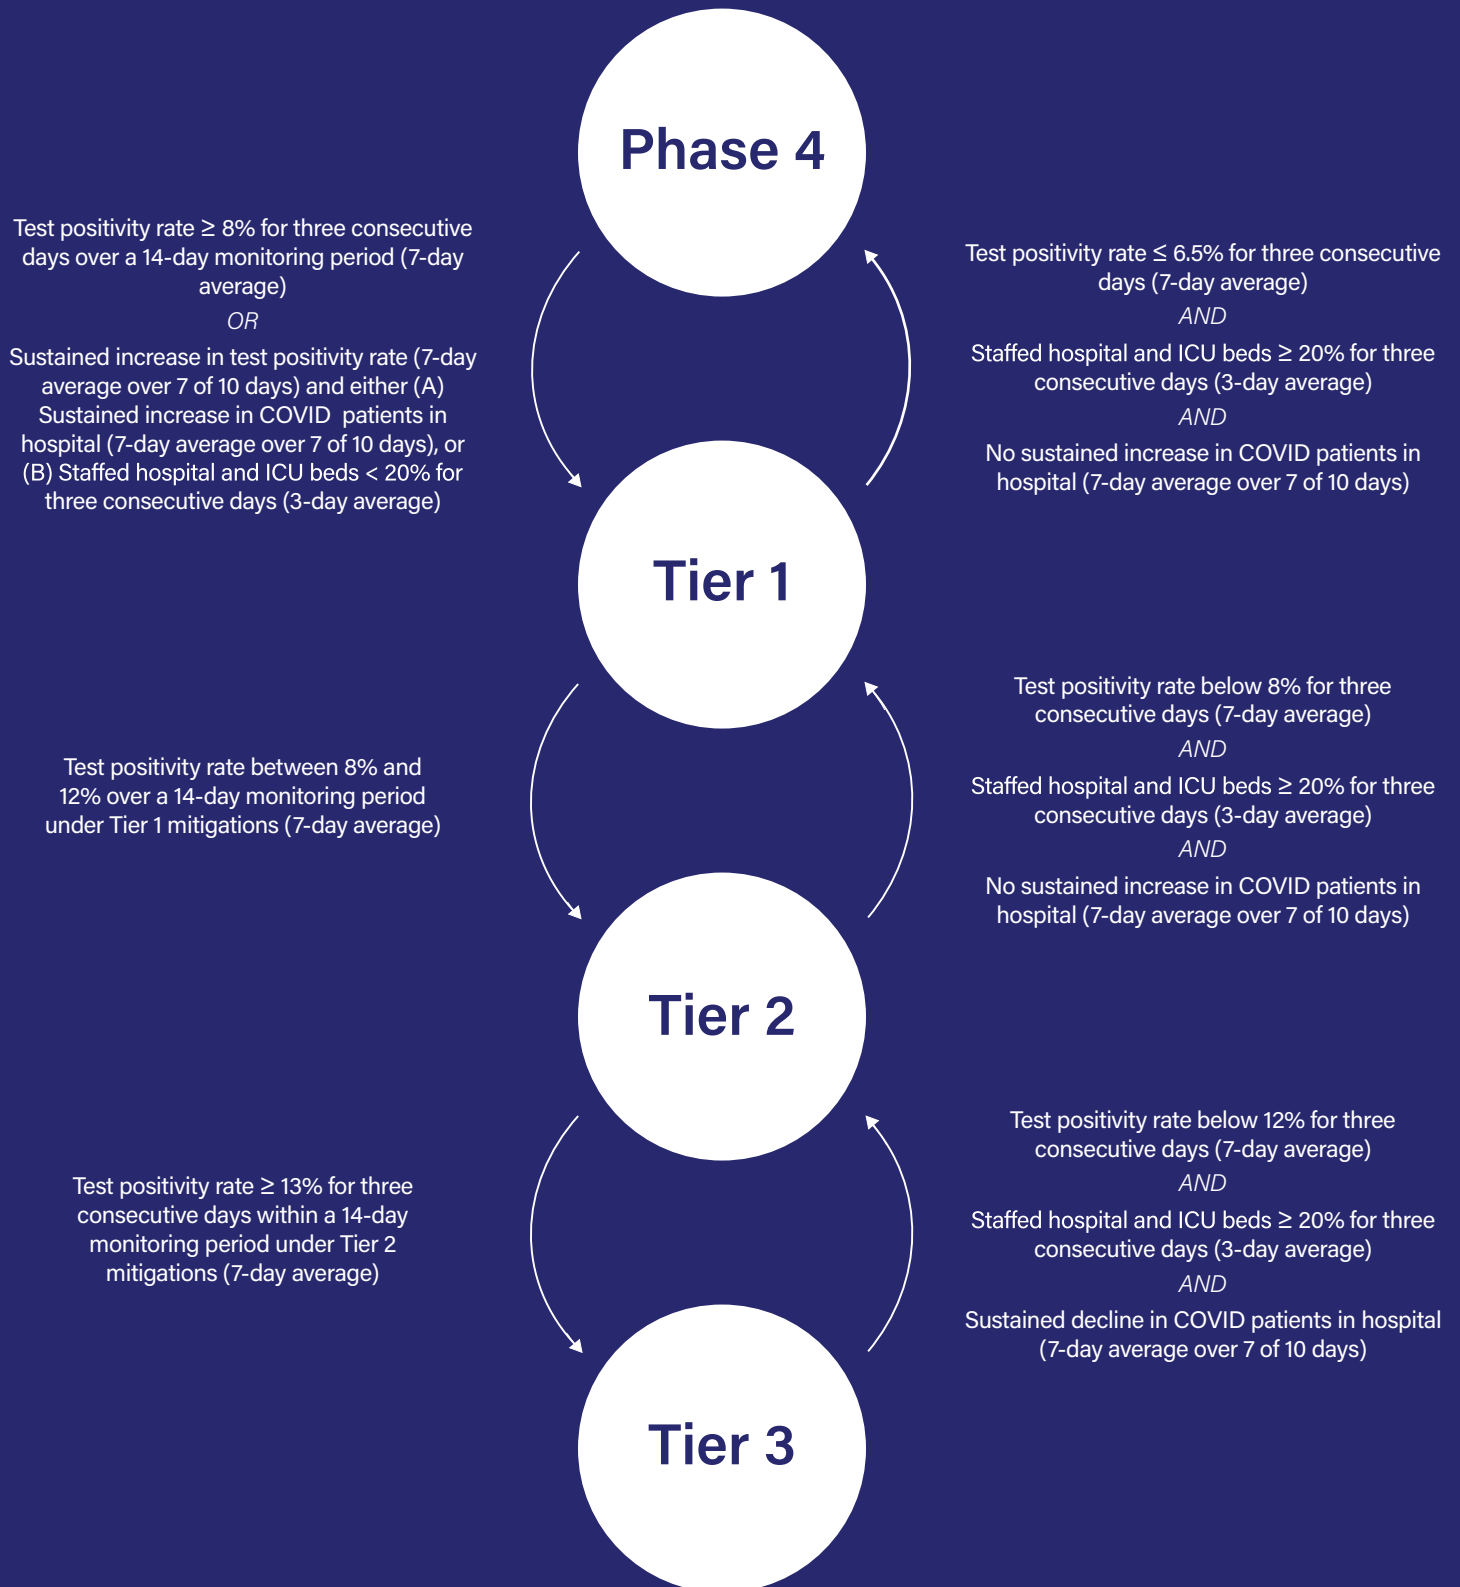 Phase 4
Test positivity rate ≥ 8% for three consecutive
days over a 14-day monitoring period (7-day
average)
OR
Sustained increase in test positivity rate (7-day
average over 7 of 10 days) and either (A)
Sustained increase in COVID  patients in
hospital (7-day average over 7 of 10 days), or
(B) Staffed hospital and ICU beds < 20% for
three consecutive days (3-day average)
Test positivity rate ≤ 6.5% for three consecutive
days (7-day average)
AND
Staffed hospital and ICU beds ≥ 20% for three
consecutive days (3-day average)
AND
No sustained increase in COVID patients in
hospital (7-day average over 7 of 10 days)
Tier 1
Test positivity rate between 8% and
12% over a 14-day monitoring period
under Tier 1 mitigations (7-day average)
Test positivity rate below 8% for three
consecutive days (7-day average)
AND
Staffed hospital and ICU beds ≥ 20% for three
consecutive days (3-day average)
AND
No sustained increase in COVID patients in
hospital (7-day average over 7 of 10 days)
Tier 2
Test positivity rate ≥ 13% for three
consecutive days within a 14-day
monitoring period under Tier 2
mitigations (7-day average)
Test positivity rate below 12% for three
consecutive days (7-day average)
AND
Staffed hospital and ICU beds ≥ 20% for three
consecutive days (3-day average)
AND
Sustained decline in COVID patients in hospital
(7-day average over 7 of 10 days)
Tier 3